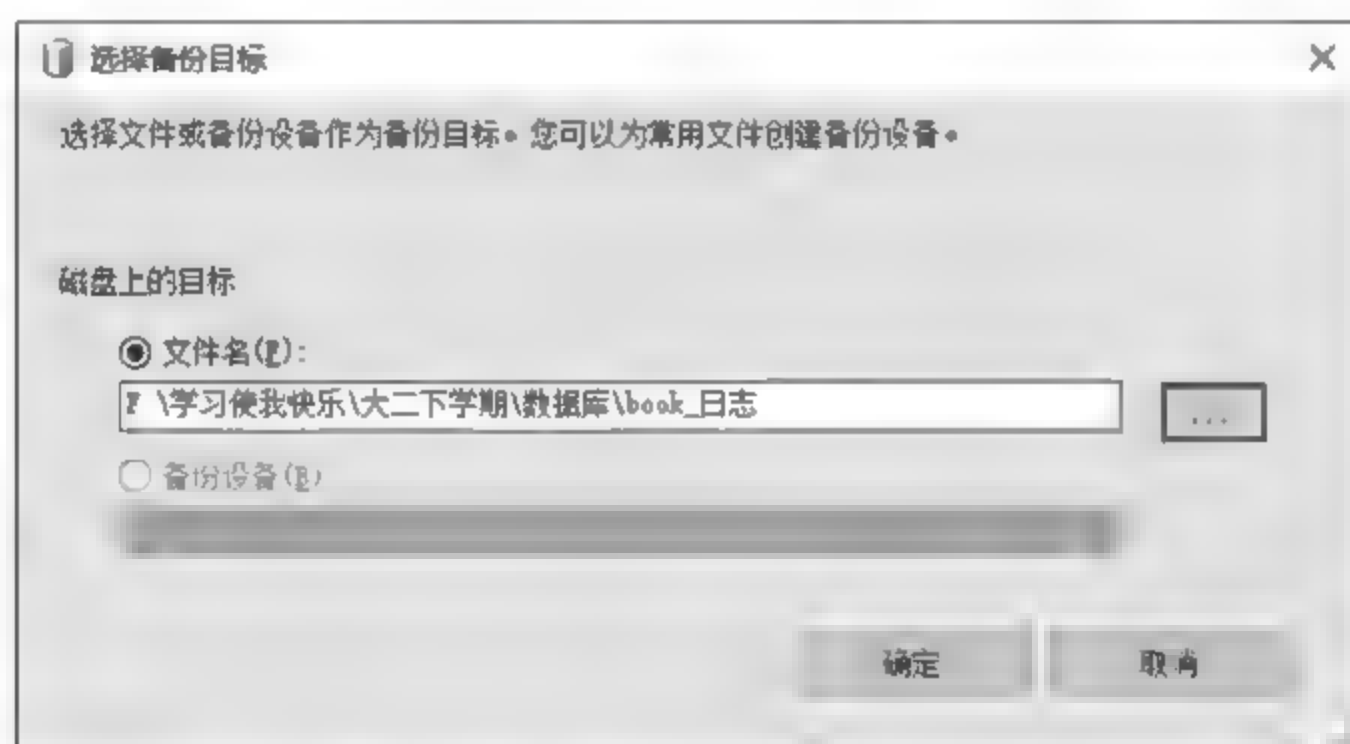 选择备份目标
选择文件或备份设备作为备份目标。您可以为常用文件创建备份设备。
磁盘上的目标
文件名(F):
F:\学习使我快乐\大二下学期\数据库\book_日志
...
备份设备(B)
确定 取消